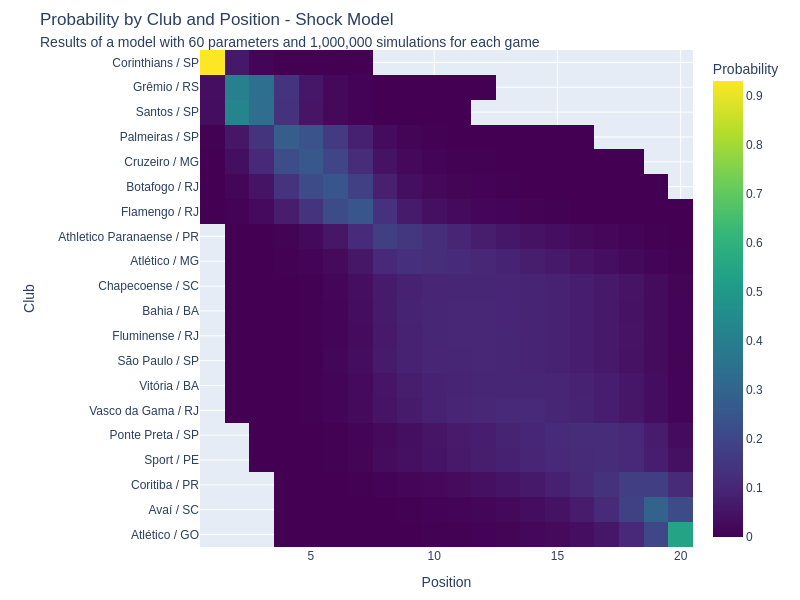 Probability by Club and Position - Shock Model
Results of a model with 60 parameters and 1,000,000 simulations for each game
Probability
Club
Corinthians / SP
Grêmio / RS
Santos / SP
Palmeiras / SP
Cruzeiro / MG
Botafogo / RJ
Flamengo / RJ
Athletico Paranaense / PR
Atlético / MG
Chapecoense / SC
Bahia / BA
Fluminense / RJ
São Paulo / SP
Vitória / BA
Vasco da Gama / RJ
Ponte Preta / SP
Sport / PE
Coritiba / PR
Avaí / SC
Atlético / GO
0.9
0.8
0.7
0.6
0.5
0.4
0.3
0.2
0.1
0
5 10 15 20
Position